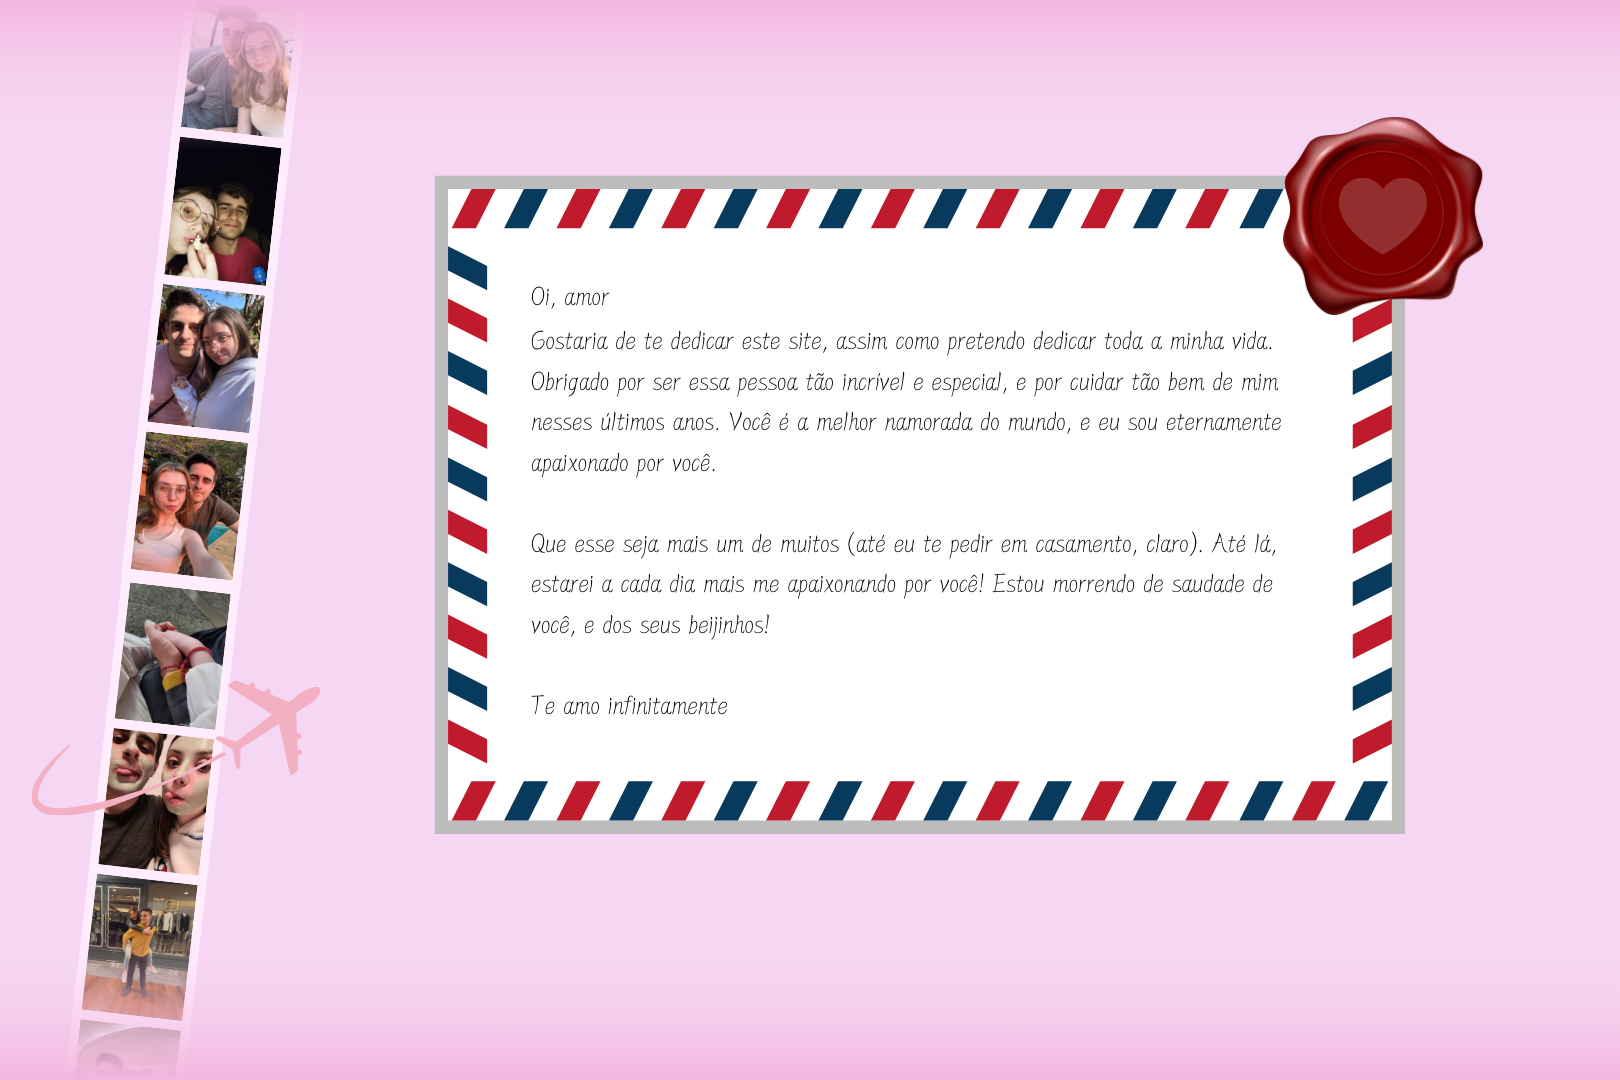 Oi, amor
Gostaria de te dedicar este site, assim como pretendo dedicar toda a minha vida.
Obrigado por ser essa pessoa tão incrível e especial, e por cuidar tão bem de mim
nesses últimos anos. Você é a melhor namorada do mundo, e eu sou eternamente
apaixonado por você.
Que esse seja mais um de muitos (até eu te pedir em casamento, claro). Até lá,
estarei a cada dia mais me apaixonando por você! Estou morrendo de saudade de
você, e dos seus beijinhos!
Te amo infinitamente